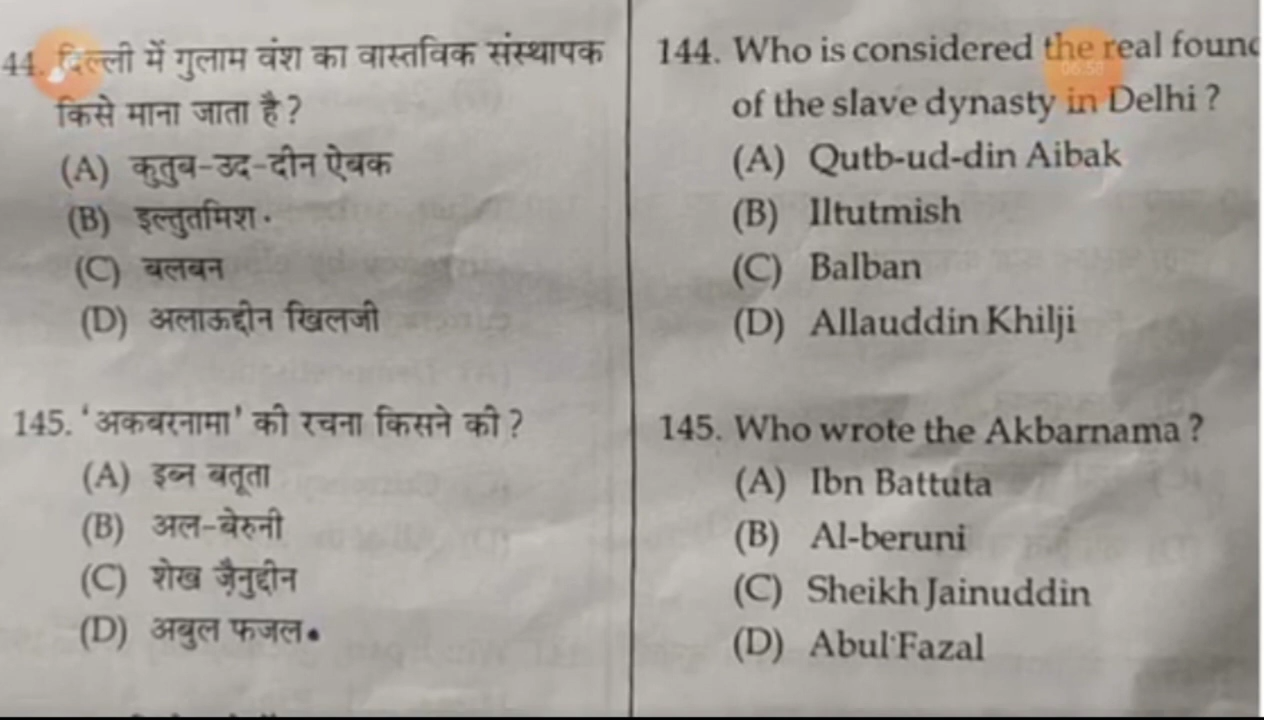 44. दिल्ली में गुलाम वंश का वास्तविक संस्थापक
किसे माना जाता है ?
(A) कुतुब-उद-दीन ऐबक
(B) इल्तुतमिश
(C) बलबन
(D) अलाऊद्दीन खिलजी
145. 'अकबरनामा' की रचना किसने की ?
(A) इब्न बतूता
(B) अल-बेरुनी
(C) शेख ज़ैनुद्दीन
(D) अबुल फजल
144. Who is considered the real found
of the slave dynasty in Delhi ?
(A) Qutb-ud-din Aibak
(B) Iltutmish
(C) Balban
(D) Allauddin Khilji
145. Who wrote the Akbarnama ?
(A) Ibn Battuta
(B) Al-beruni
(C) Sheikh Jainuddin
(D) Abul'Fazal